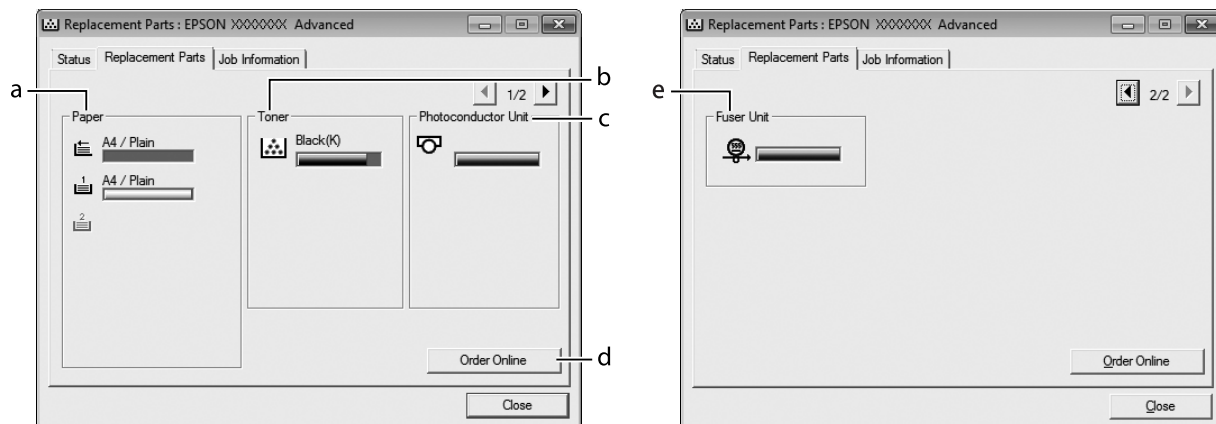 Replacement Parts : EPSON XXXXXXX Advanced
Status Replacement Parts Job Information
1/2
a
b
c
Paper
Toner
Photoconductor Unit
A4 / Plain
Black(K)
1
A4 / Plain
2
Order Online
d
Close
Replacement Parts : EPSON XXXXXXX Advanced
Status Replacement Parts Job Information
2/2
e
Fuser Unit
Order Online
Close